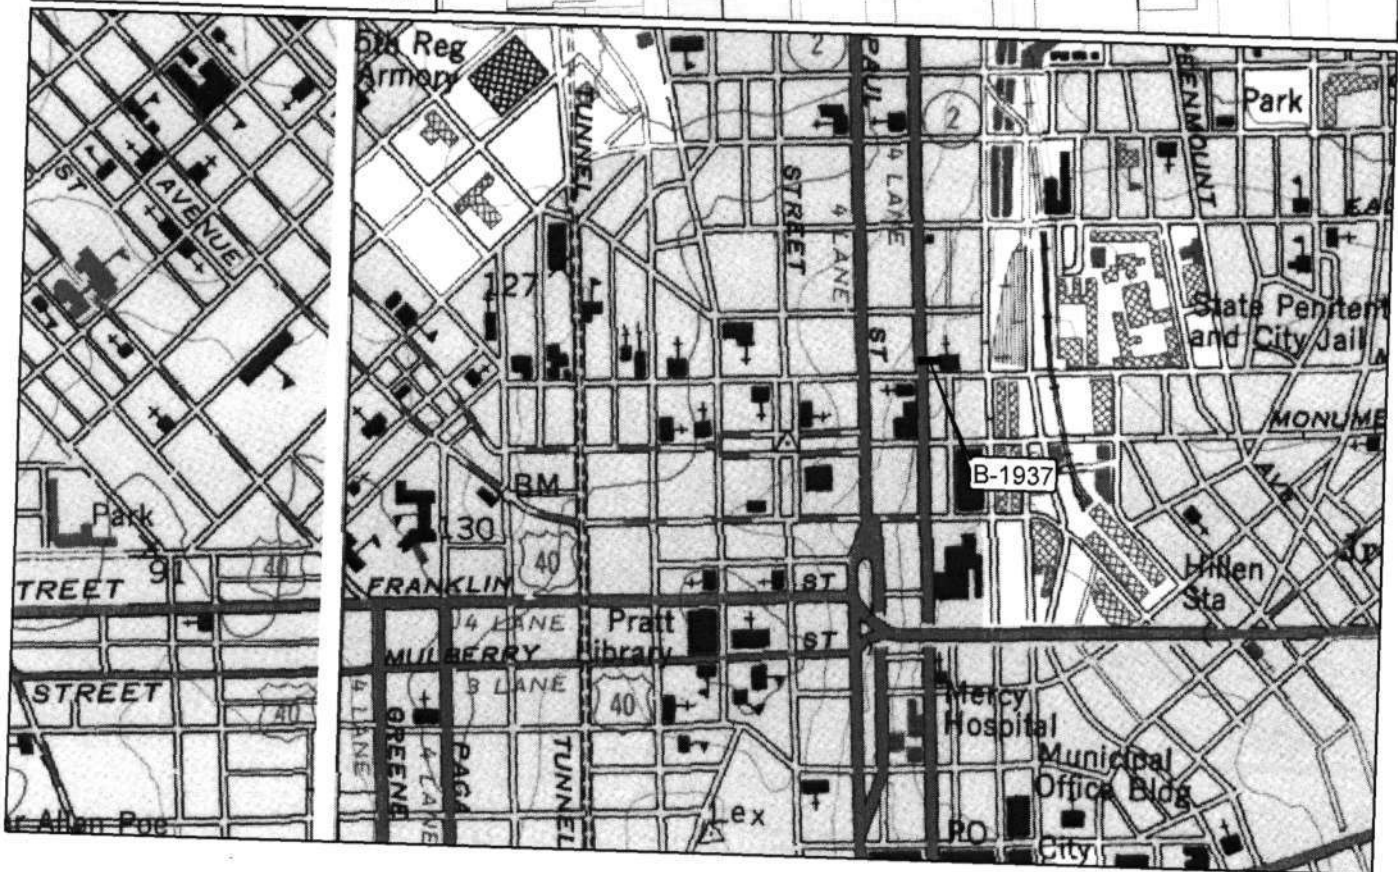 5th Reg
Armory
TUNNEL
2
PAUL
2
4 LANE
Park
ST
AVENUE
STREET
4 LANE
127
ST
State Peniten
and City Jail
MONUME
AVE
B-1937
BM
130
40
Park
91
40
Hillen
Sta
TREET
FRANKLIN
ST
4 LANE
Pratt
Library
ST
MULBERRY
3 LANE
STREET
40
40
4 LANE
GREENE
4 LANE
PACA
TUNNEL
Mercy
Hospital
Municipal
Office Bldg
Lex
PO
City
r Allen Poe